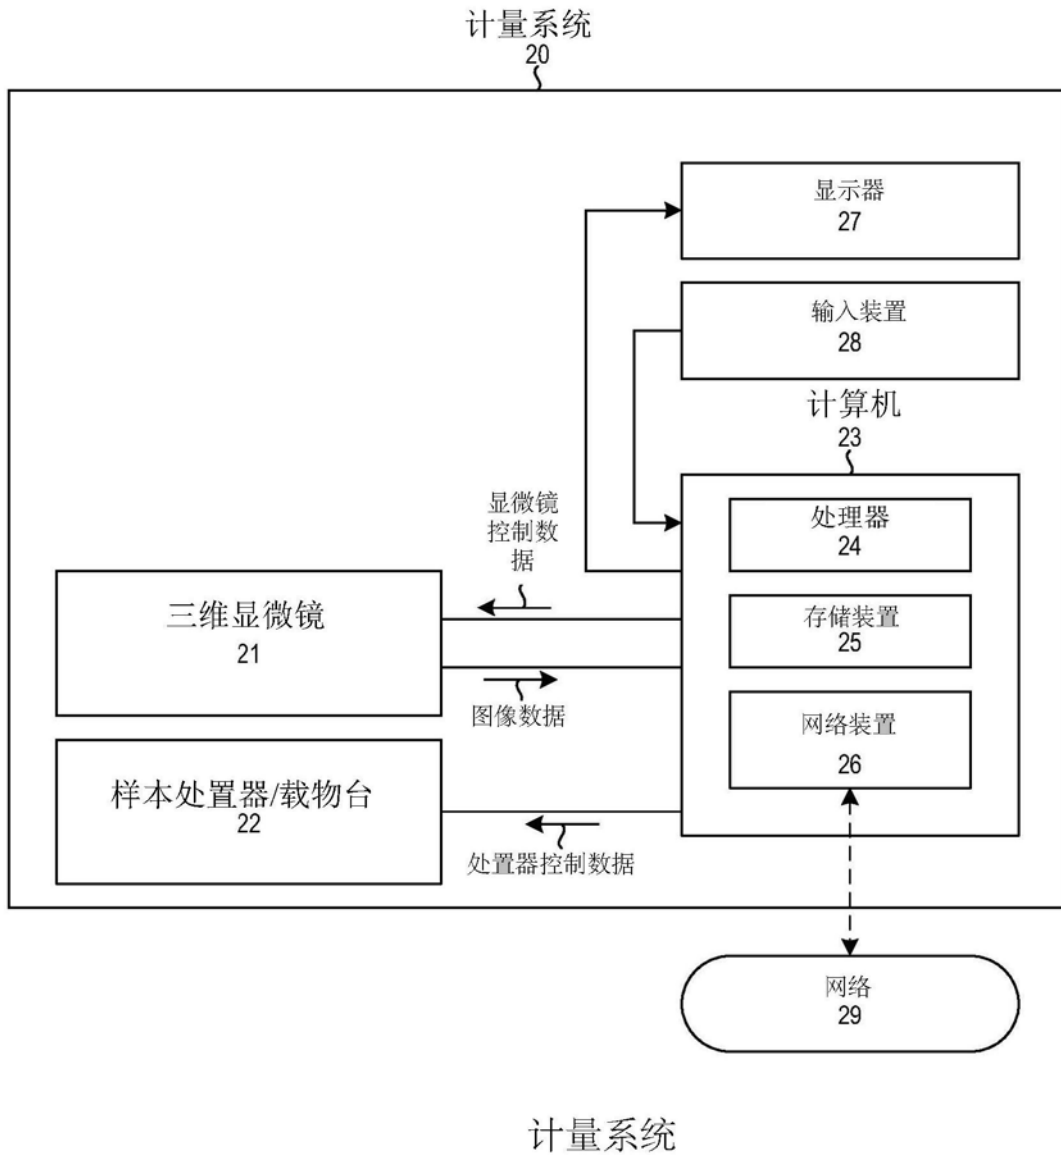 计量系统
20
显示器
27
输入装置
28
计算机
23
处理器
24
显微镜
控制数
据
三维显微镜
21
存储装置
25
图像数据
网络装置
26
样本处置器/载物台
22
处置器控制数据
网络
29
计量系统